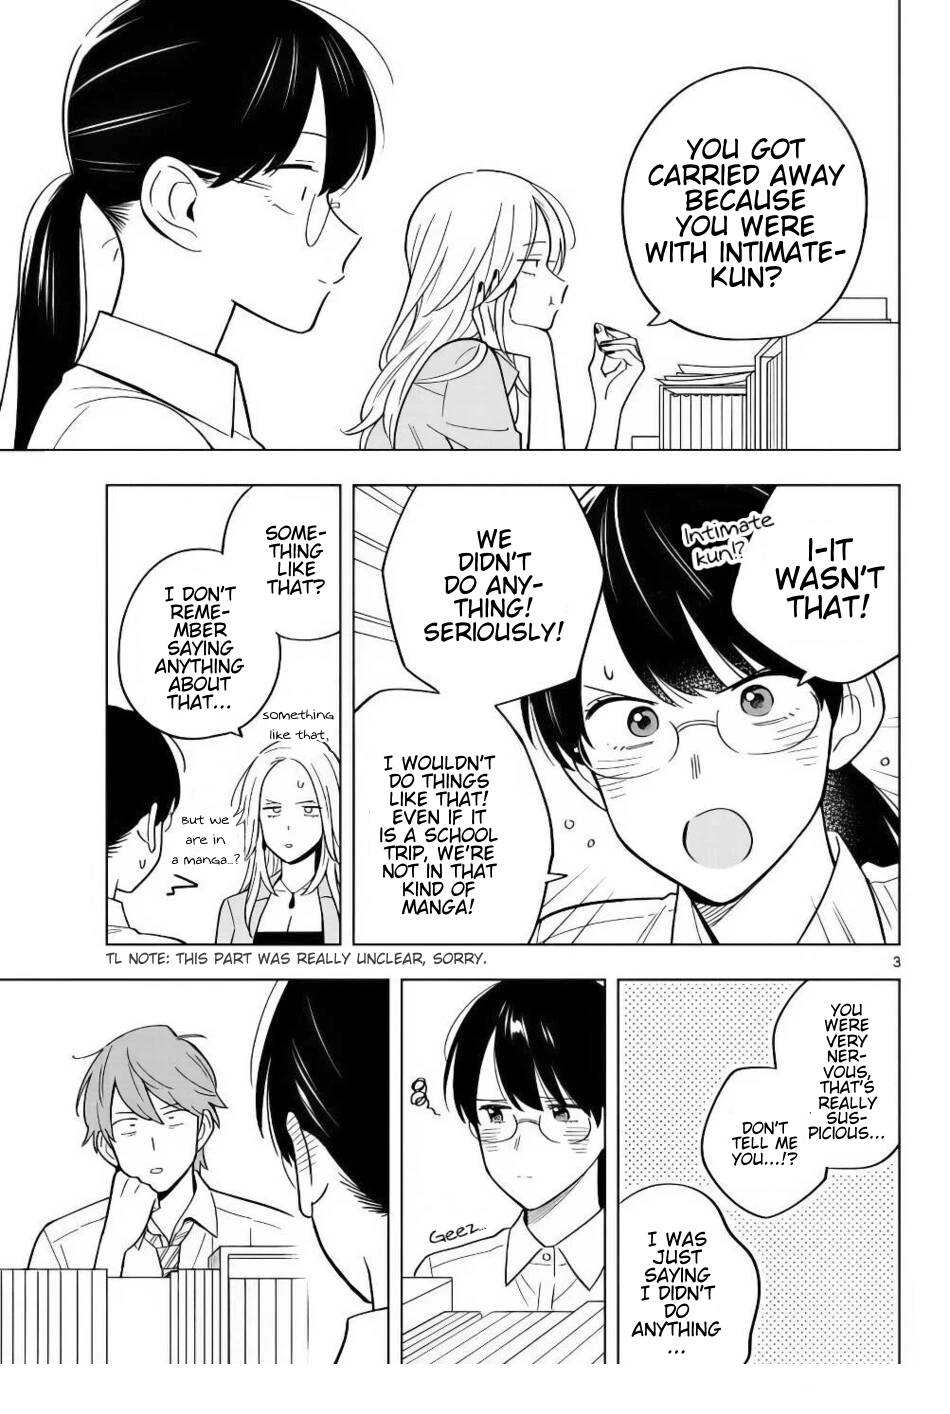 YOU GOT
CARRIED AWAY
BECAUSE
YOU WERE
WITH INTIMATE-
KUN?
I-IT
WASN'T
THAT!
Intimate
kun!?
WE
DIDN'T
DO ANY-
THING!
SERIOUSLY!
I WOULDN'T
DO THINGS
LIKE THAT!
EVEN IF IT
IS A SCHOOL
TRIP, WE'RE
NOT IN THAT
KIND OF
MANGA!
SOME-
THING
LIKE
THAT?
I DON'T
REME-
MBER
SAYING
ANYTHING
ABOUT
THAT...
something
like that,
But we
are in
a manga...?
TL NOTE: THIS PART WAS REALLY UNCLEAR, SORRY.
3
YOU
WERE
VERY
NER-
VOUS,
THAT'S
REALLY
SUS-
PICIOUS...
DON'T
TELL ME
YOU...!?
I WAS
JUST
SAYING
I DIDN'T
DO
ANYTHING
...
Geez...